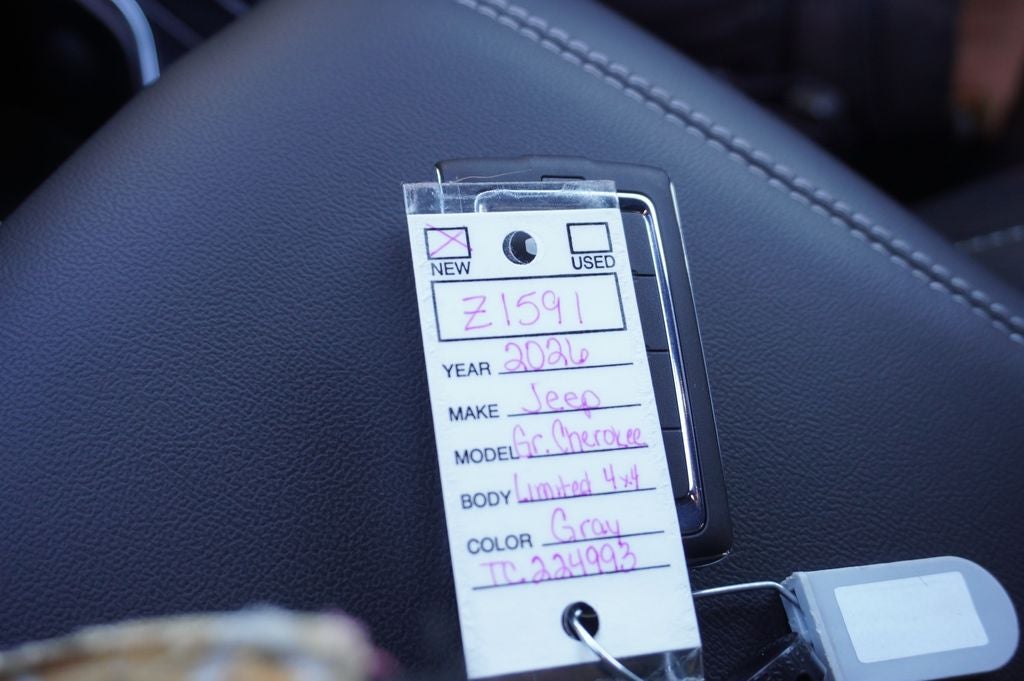 NEW USED
Z1591
YEAR 2026
MAKE Jeep
MODEL Gr. Cherokee
BODY Limited 4x4
COLOR Gray
TC 224993